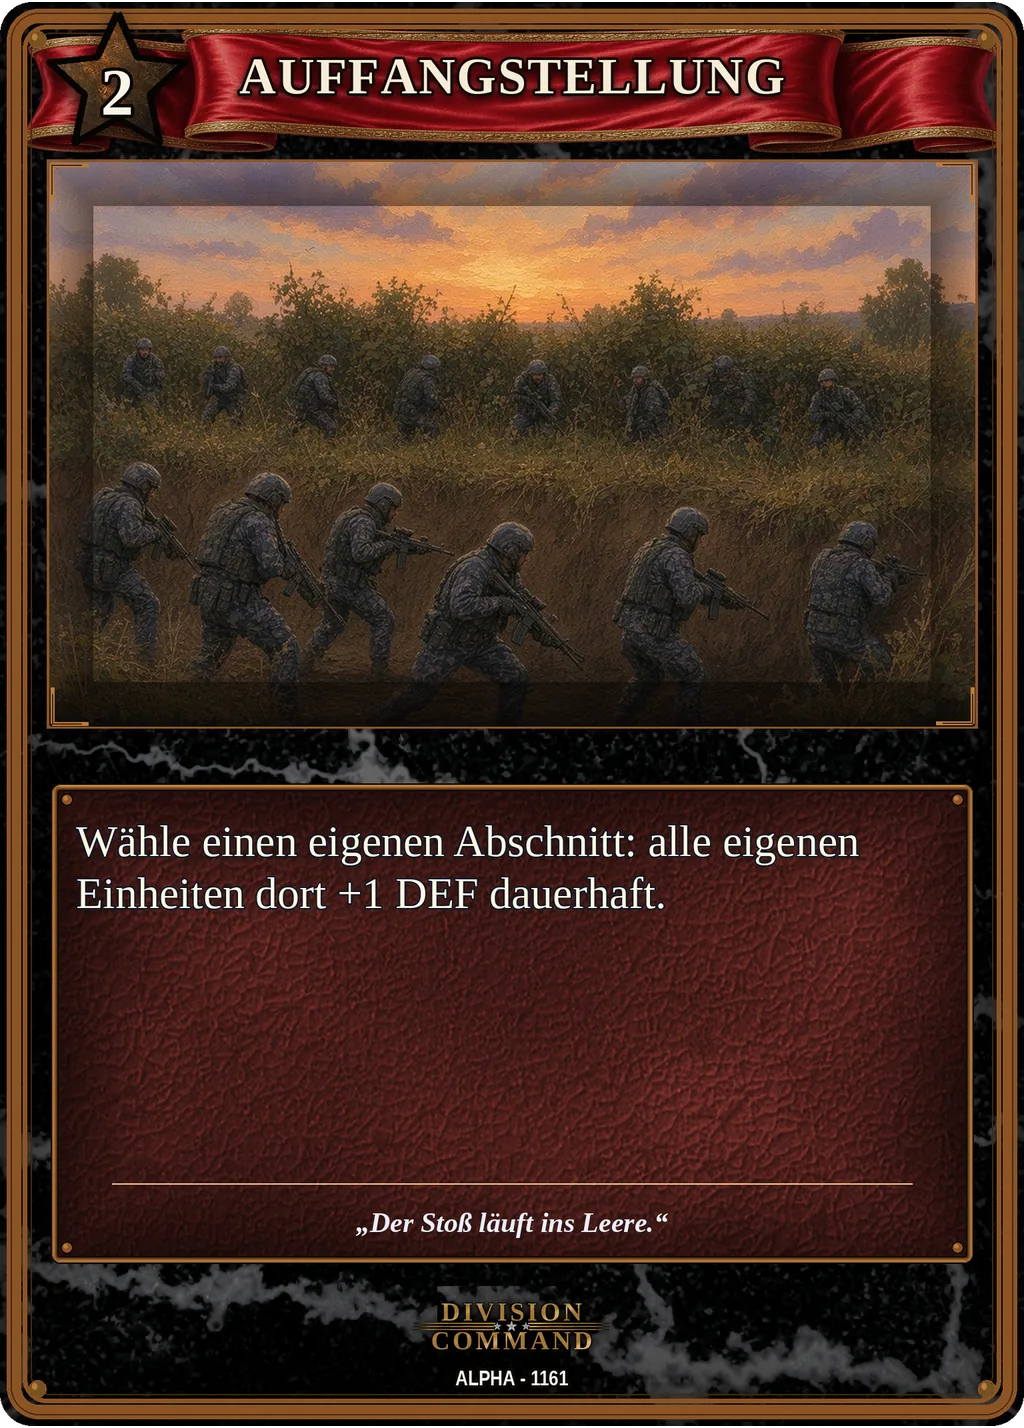 2
AUFFANGSTELLUNG
Wähle einen eigenen Abschnitt: alle eigenen
Einheiten dort +1 DEF dauerhaft.
„Der Stoß läuft ins Leere.“
DIVISION
COMMAND
ALPHA - 1161